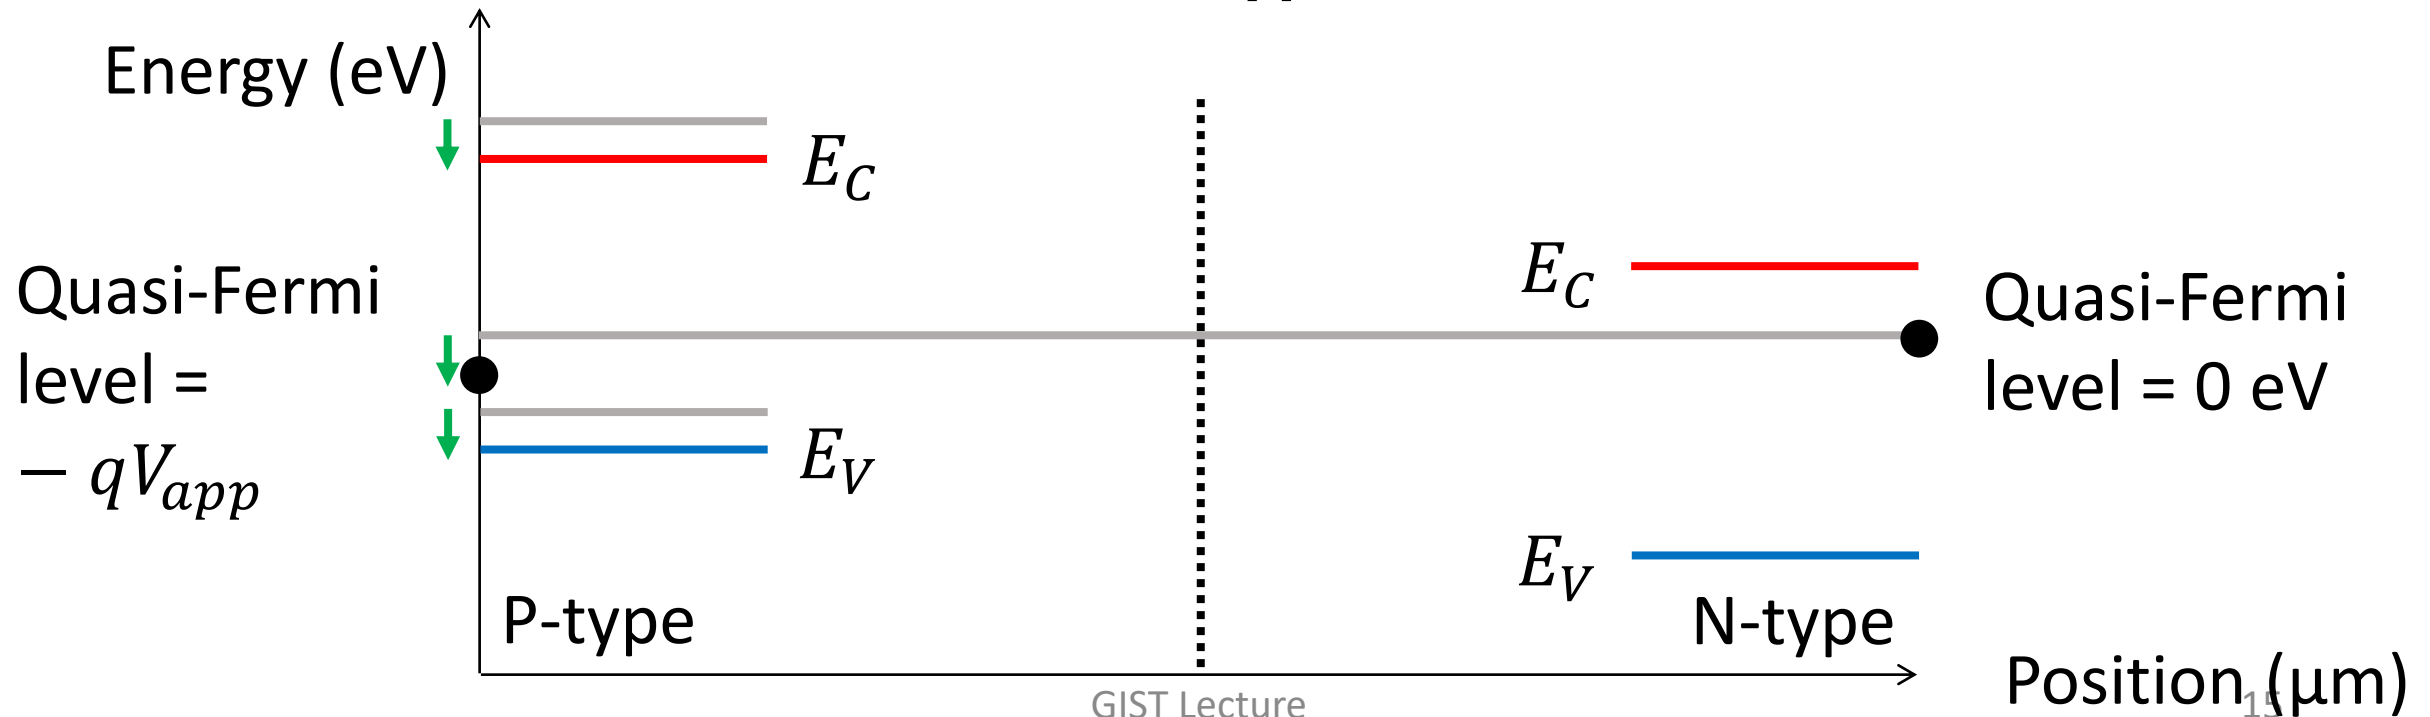 Energy (eV)
E_C
E_C
Quasi-Fermi
level =
− qV_app
Quasi-Fermi
level = 0 eV
E_V
E_V
P-type
N-type
Position (μm)
GIST Lecture
15